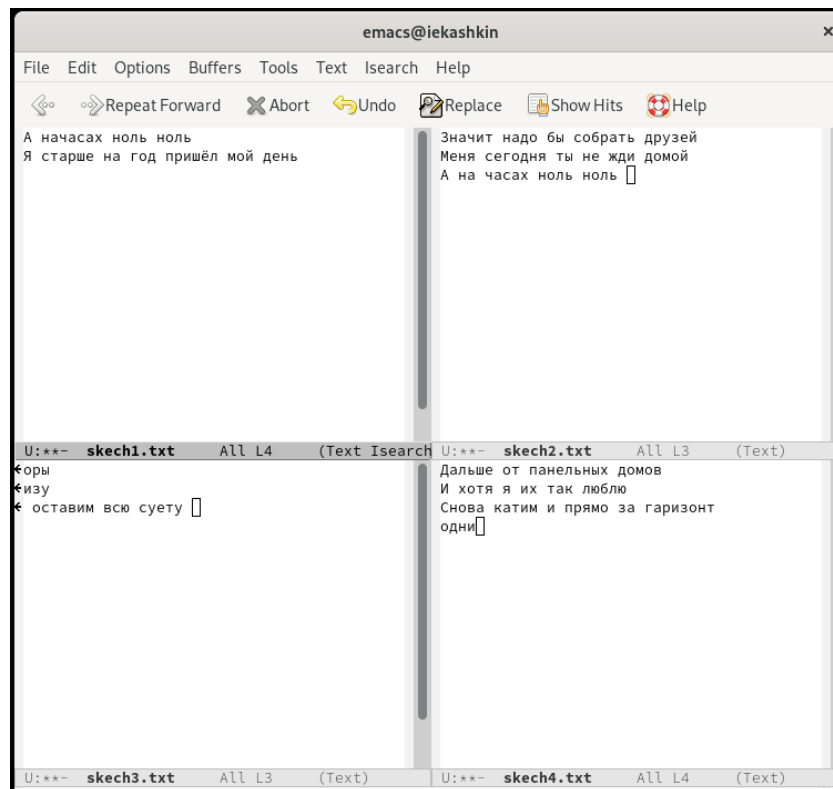 emacs@iekashkin
File Edit Options Buffers Tools Text Isearch Help
Repeat Forward Abort Undo Replace Show Hits Help
А начасах ноль ноль
Я старше на год пришёл мой день
U:**- skech1.txt All L4 (Text Isearch
Значит надо бы собрать друзей
Меня сегодня ты не жди домой
А на часах ноль ноль
U:**- skech2.txt All L3 (Text)
оры
изу
оставим всю суету
U:**- skech3.txt All L3 (Text)
Дальше от панельных домов
И хотя я их так люблю
Снова катим и прямо за гаризонт
одни
U:**- skech4.txt All L4 (Text)